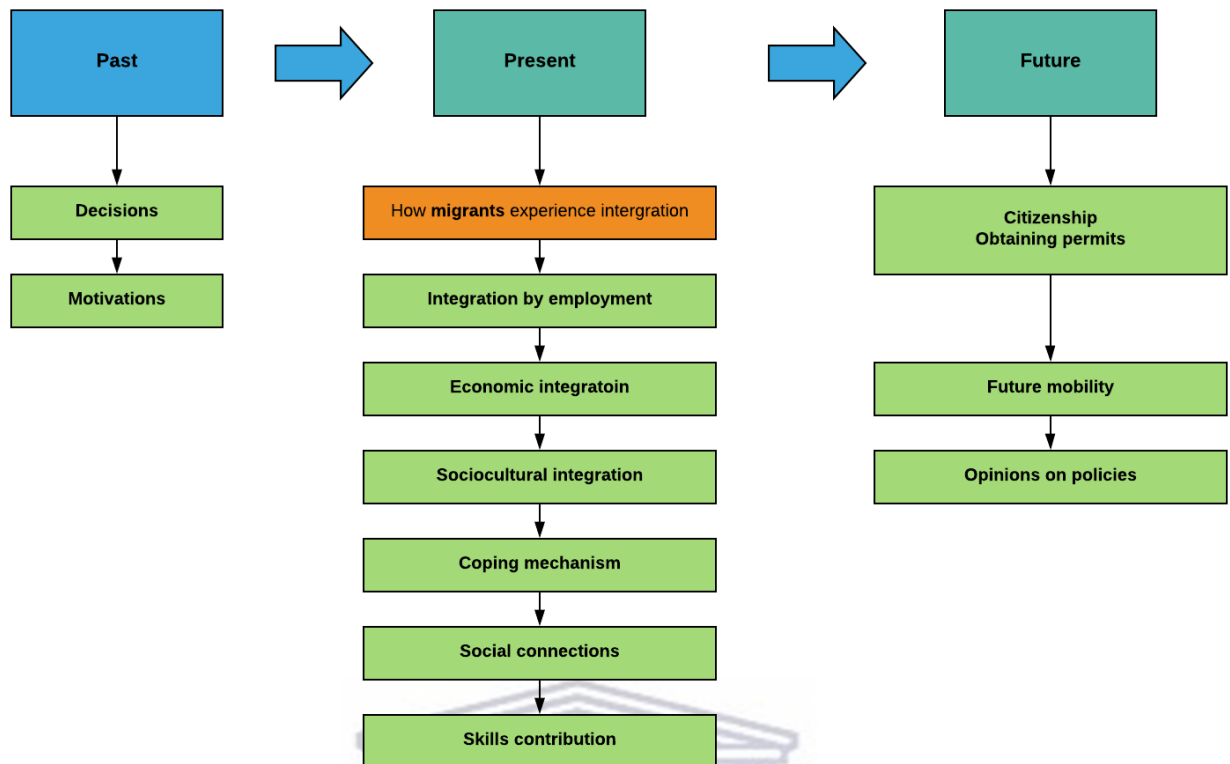 Past
Present
Future
Decisions
Motivations
How migrants experience intergration
Integration by employment
Economic integratoin
Sociocultural integration
Coping mechanism
Social connections
Skills contribution
Citizenship
Obtaining permits
Future mobility
Opinions on policies